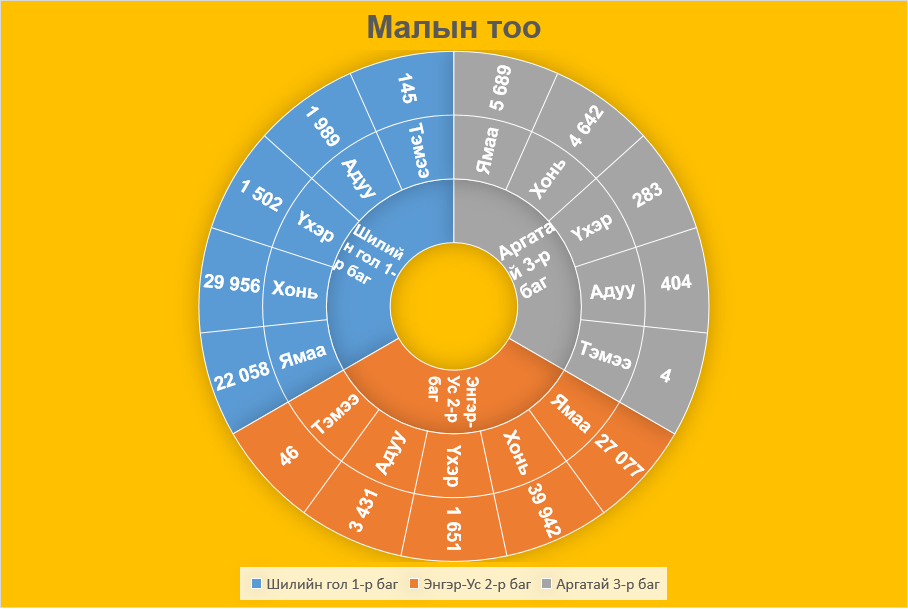 Малын тоо
5 689
4 642
283
404
4
Ямаа
Хонь
Үхэр
Адуу
Тэмээ
Аргата
й 3-р
баг
27 077
39 942
1 651
3 431
46
Ямаа
Хонь
Үхэр
Адуу
Тэмээ
Энгэр-
Ус 2-р
баг
22 058
29 956
1 502
1 989
145
Ямаа
Хонь
Үхэр
Адуу
Тэмээ
Шилий
н гол 1-
р баг
Шилийн гол 1-р баг Энгэр-Ус 2-р баг Аргатай 3-р баг